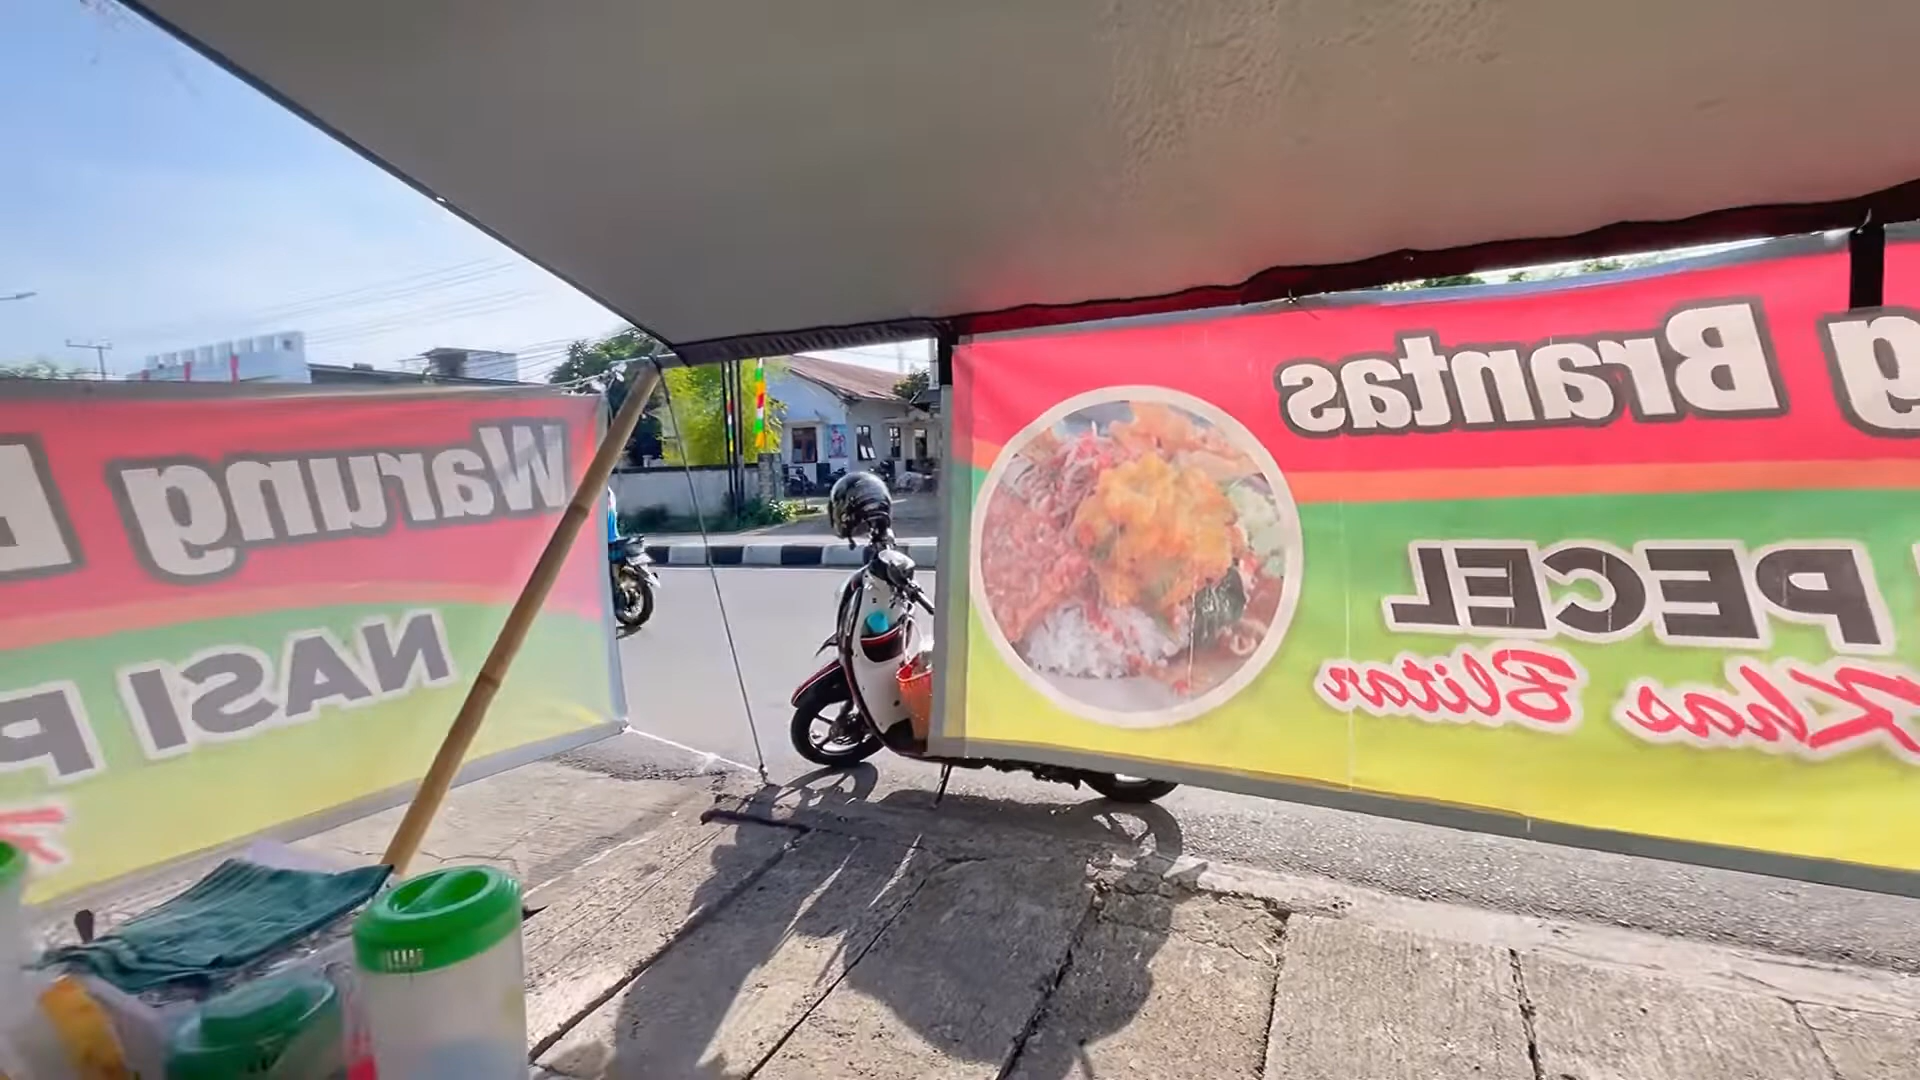 Warung B
NASI P
K
g Brantas
PECEL
Khas Blitar